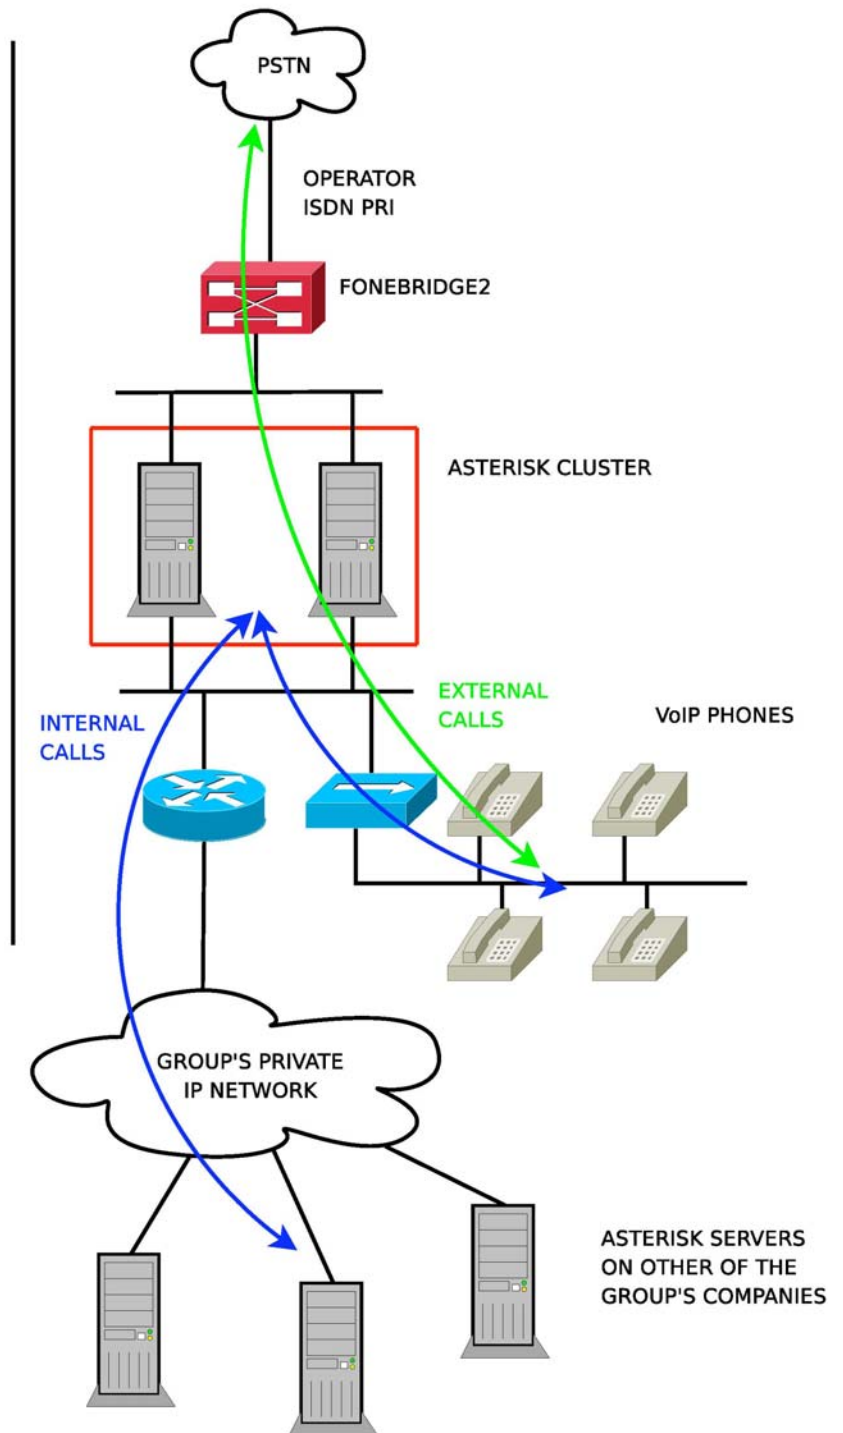 PSTN
OPERATOR
ISDN PRI
FONEBRIDGE2
ASTERISK CLUSTER
EXTERNAL
CALLS
INTERNAL
CALLS
VoIP PHONES
GROUP'S PRIVATE
IP NETWORK
ASTERISK SERVERS
ON OTHER OF THE
GROUP'S COMPANIES